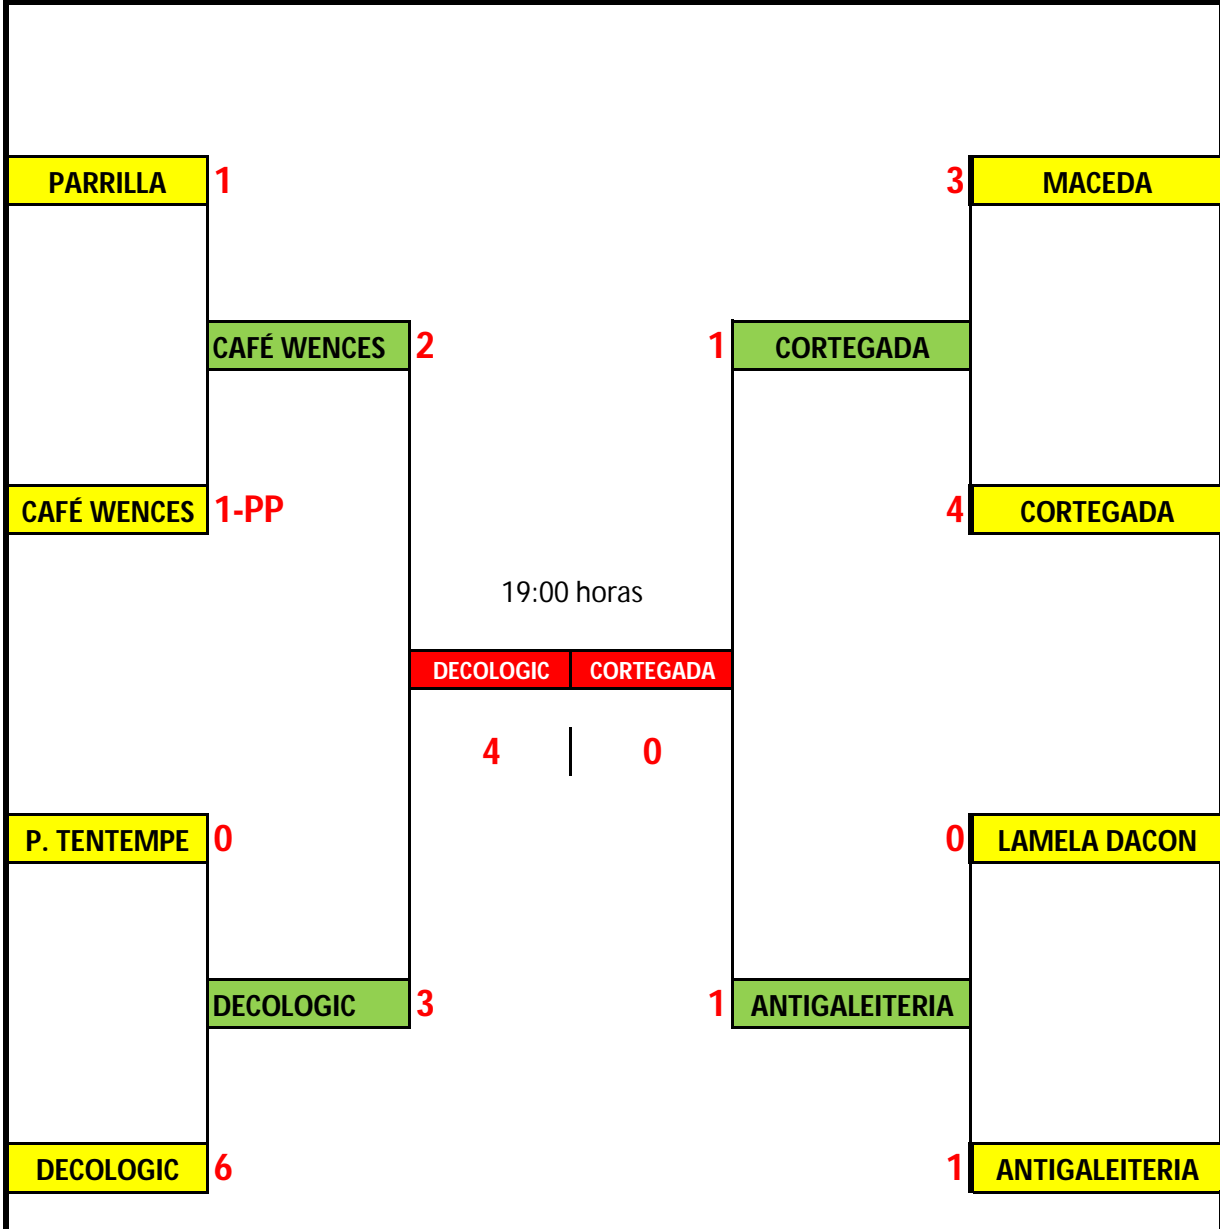 PARRILLA 1 3 MACEDA
CAFÉ WENCES 2 1 CORTEGADA
CAFÉ WENCES 1-PP 4 CORTEGADA
19:00 horas
DECOLOGIC CORTEGADA
4 0
P. TENTEMPE 0 0 LAMELA DACON
DECOLOGIC 3 1 ANTIGALEITERIA
DECOLOGIC 6 1 ANTIGALEITERIA